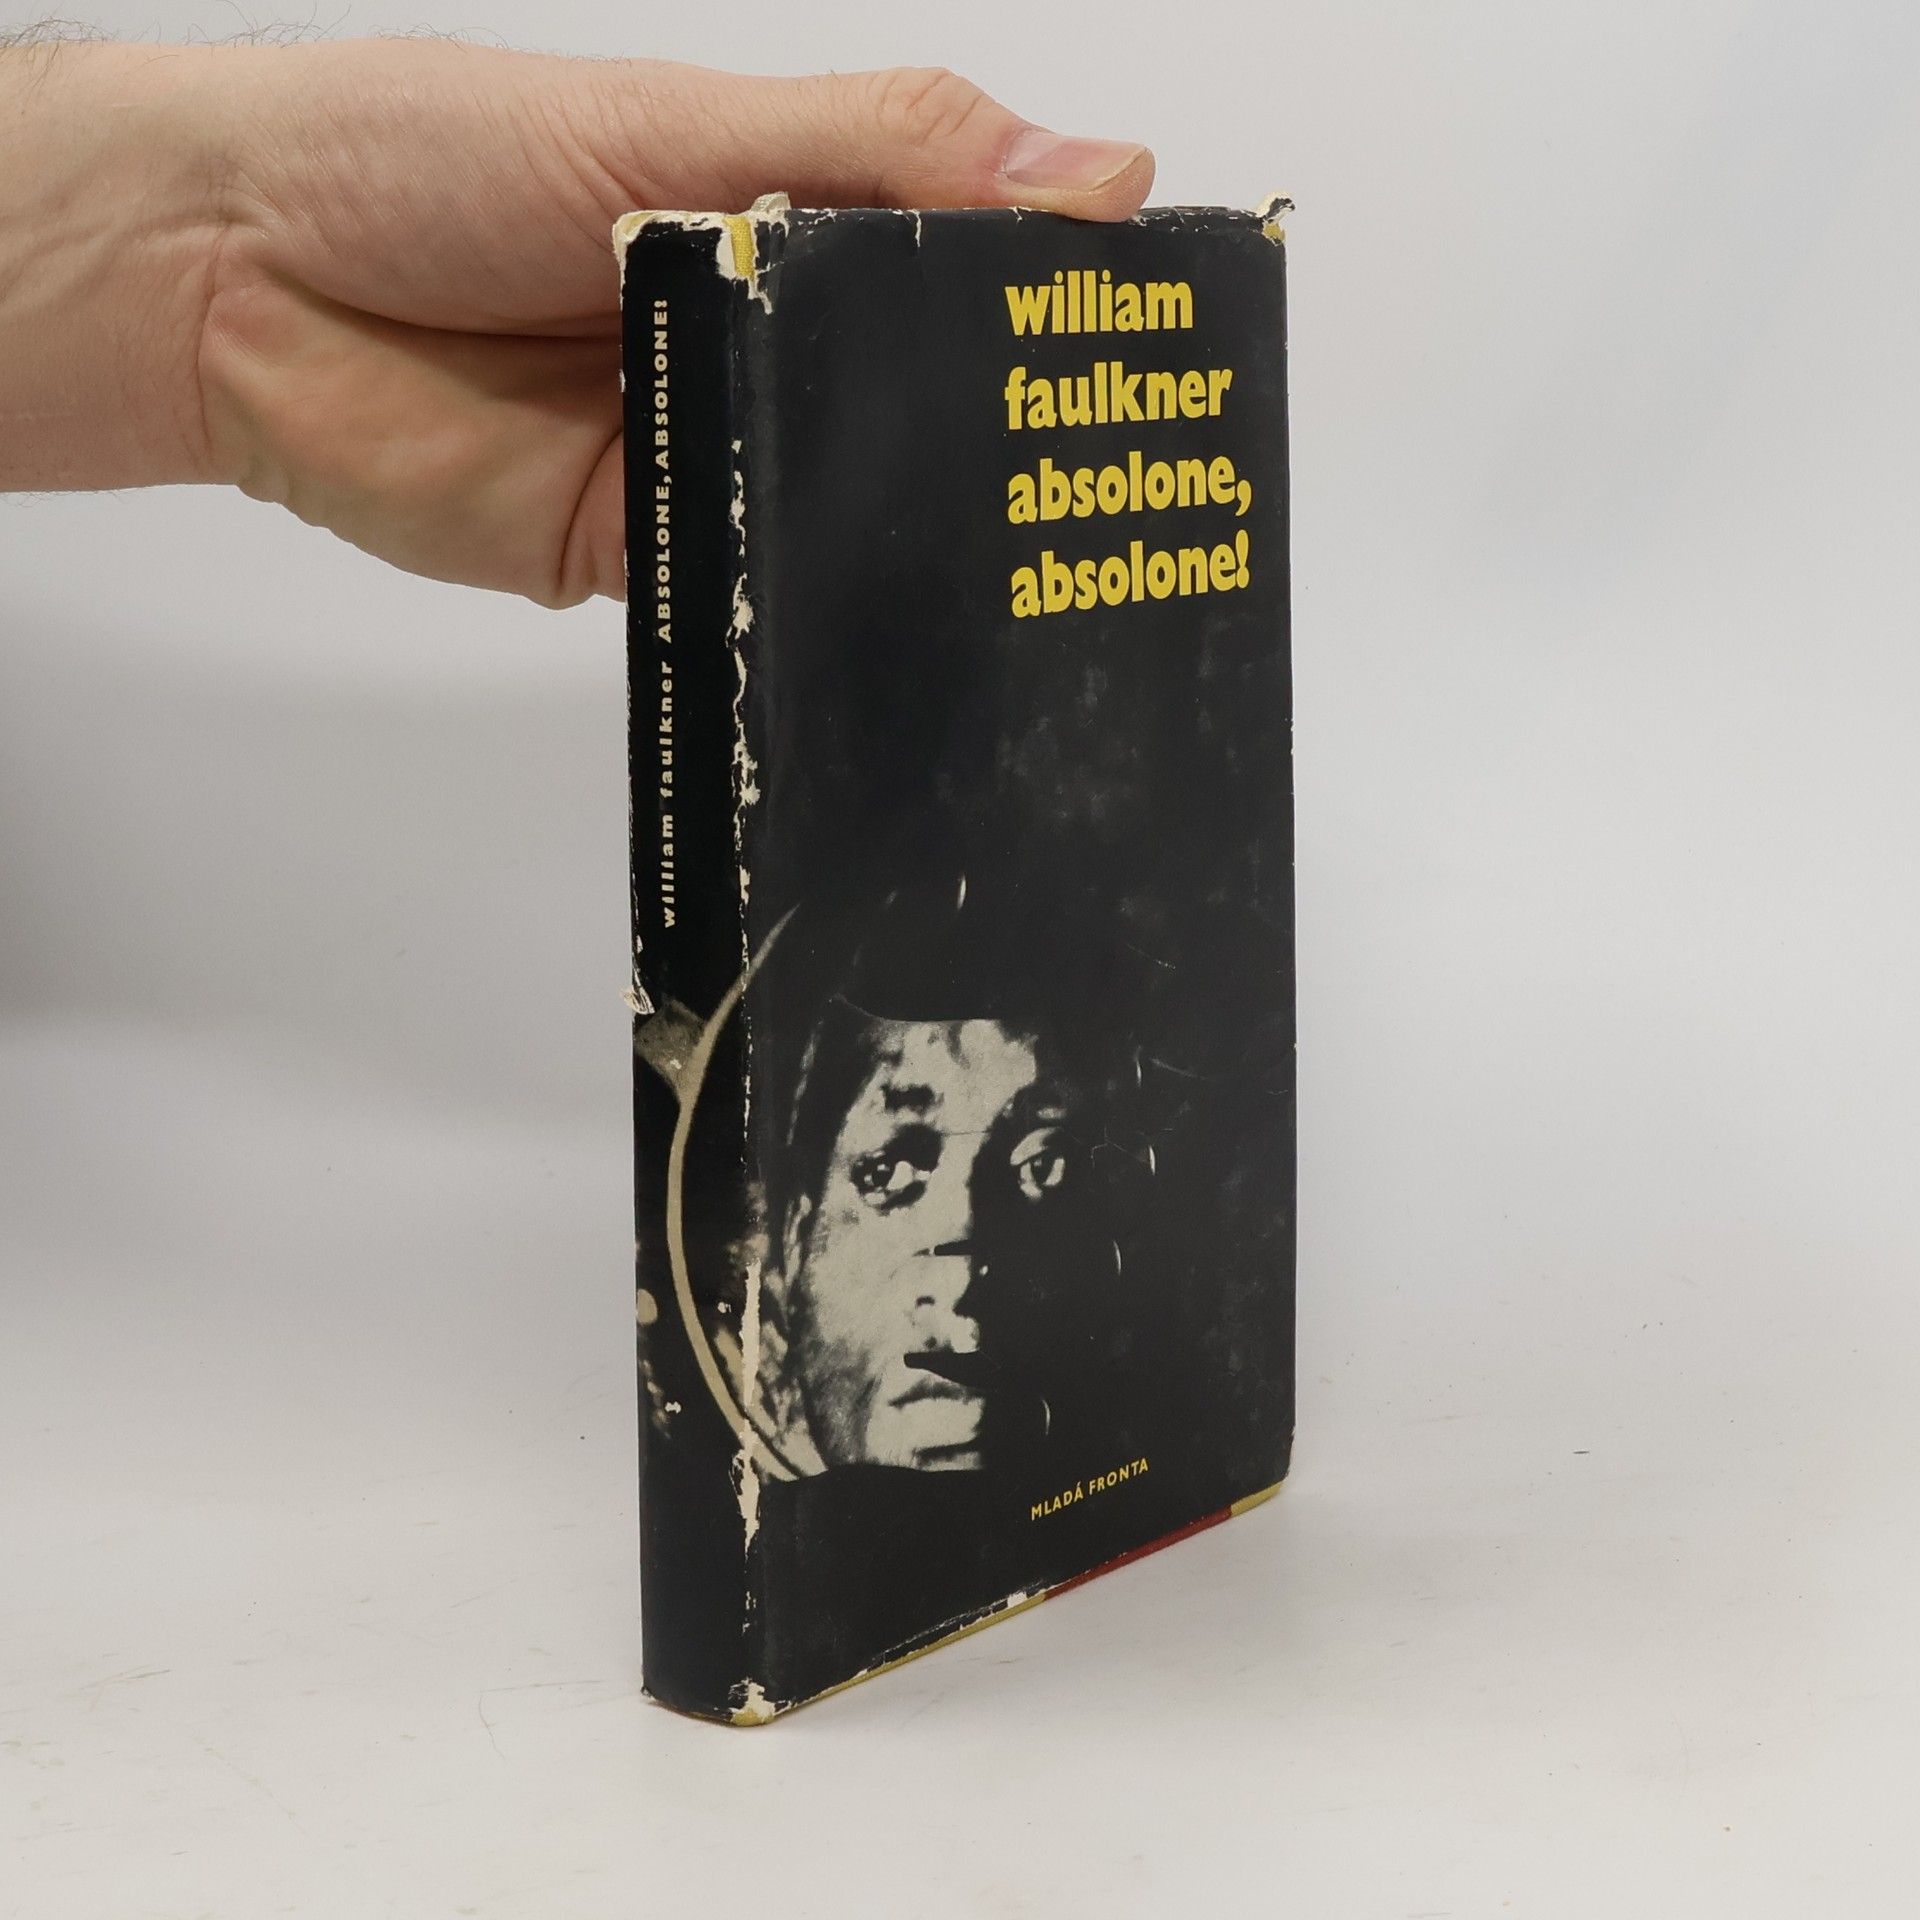 william faulkner ABSOLONE, ABSOLONE!
william
faulkner
absolone,
absolone!
MLADÁ FRONTA